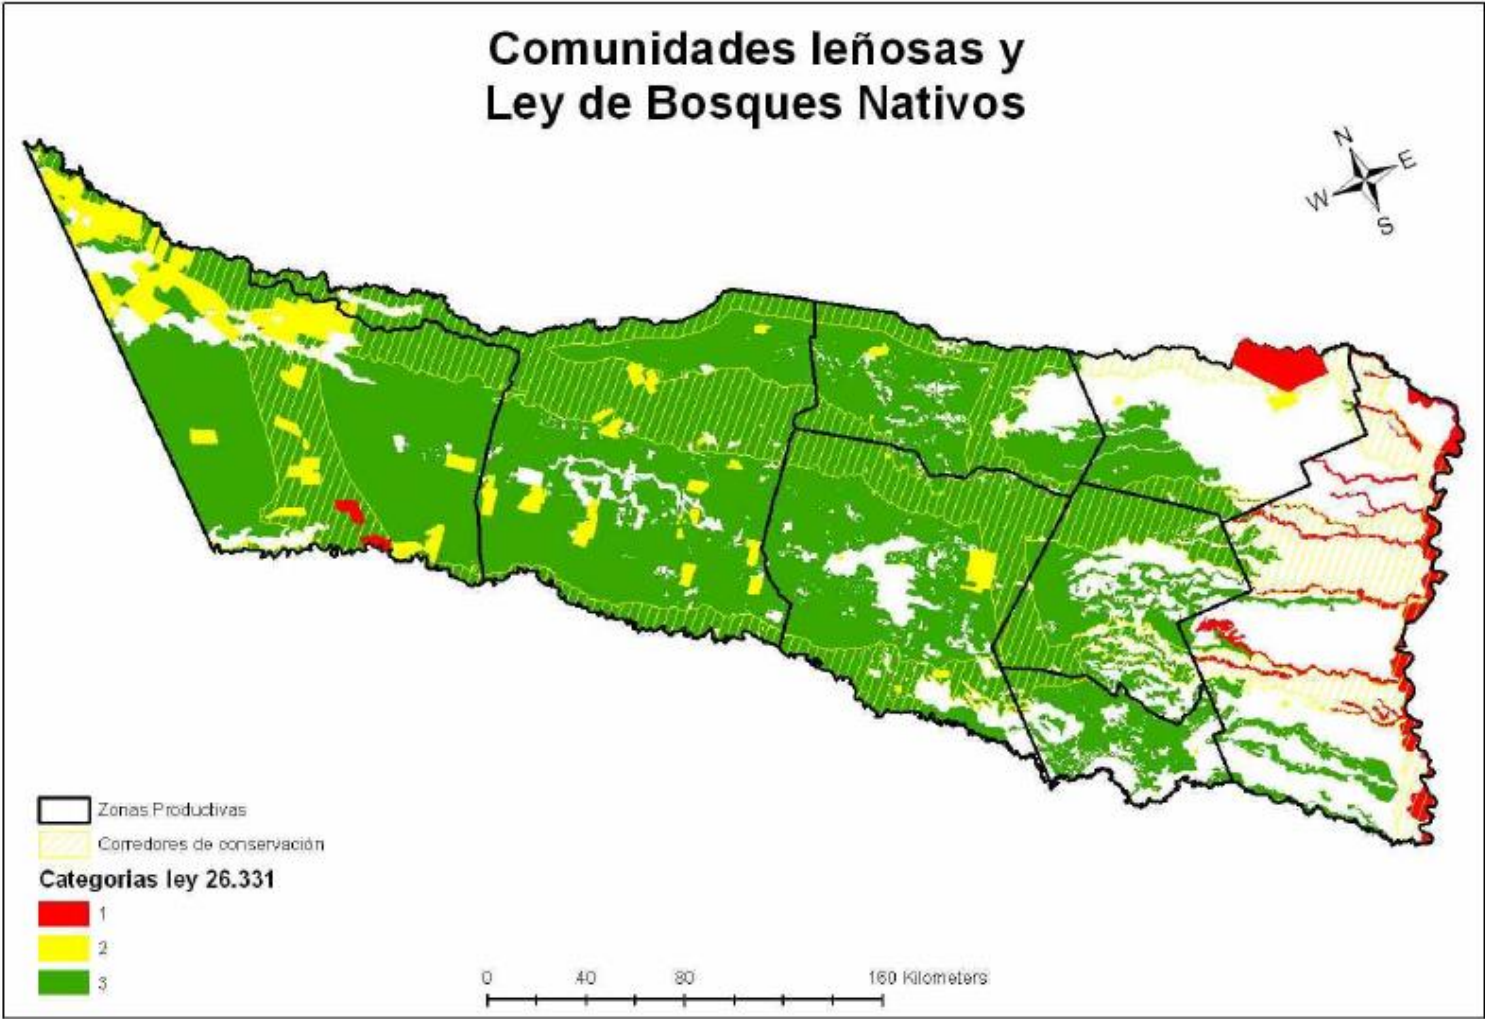 Comunidades leñosas y
Ley de Bosques Nativos
N
E
W
S
Zonas Productivas
Corredores de conservación
Categorias ley 26.331
1
2
3
0 40 80 160 Kilometers